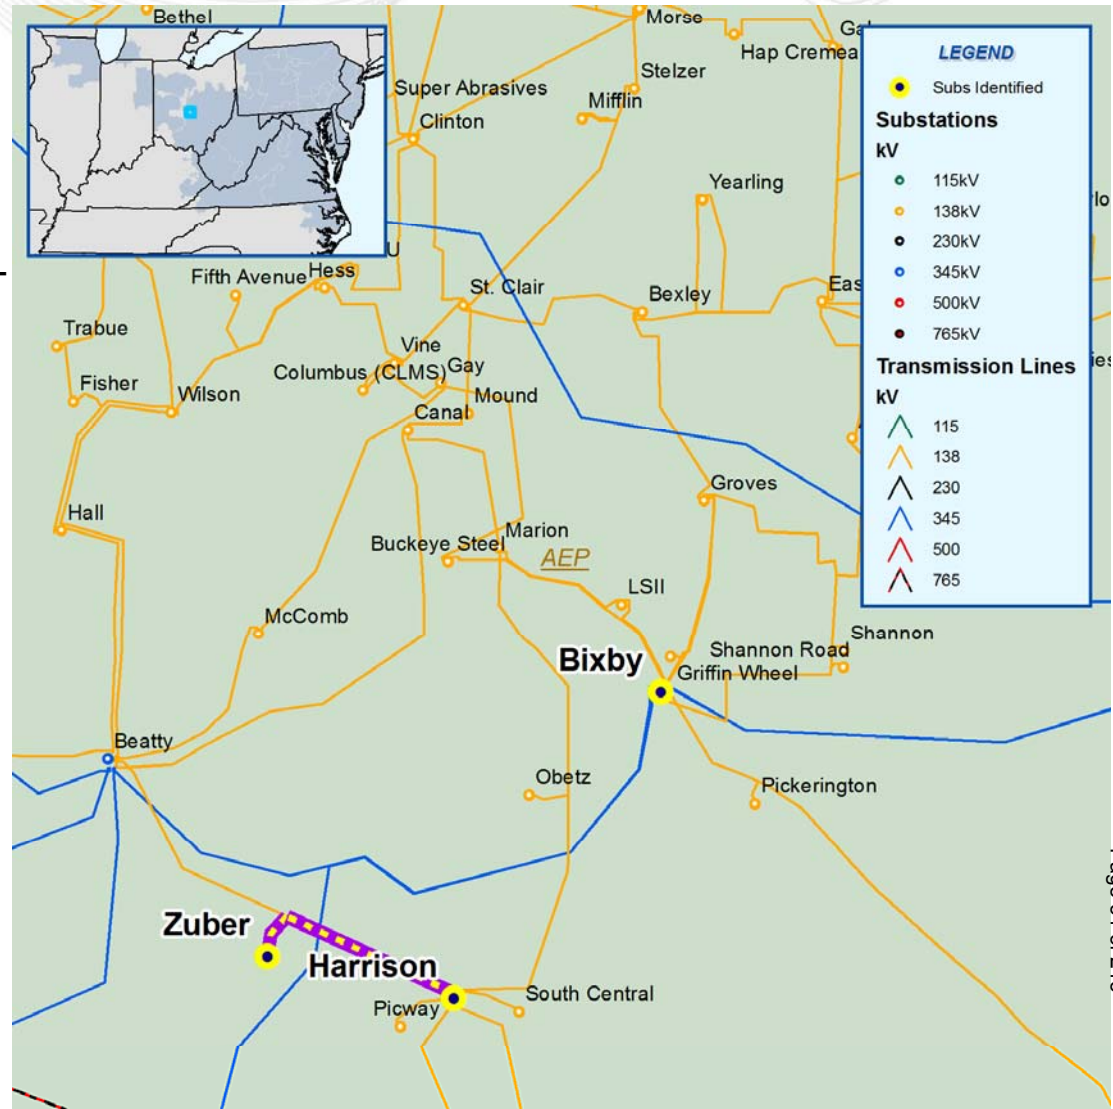 Bethel
Morse
Hap Cremea
Stelzer
Super Abrasives
Mifflin
Clinton
Yearling
U
Fifth Avenue
Hess
St. Clair
Bexley
Eas
Trabue
Vine
Columbus (CLMS)
Gay
Fisher
Wilson
Mound
Canal
Groves
Hall
Marion
Buckeye Steel
AEP
LSII
McComb
Shannon
Shannon Road
Bixby
Griffin Wheel
Beatty
Obetz
Pickerington
Zuber
Harrison
South Central
Picway
LEGEND
Subs Identified
Substations
kV
115kV
138kV
230kV
345kV
500kV
765kV
Transmission Lines
kV
115
138
230
345
500
765